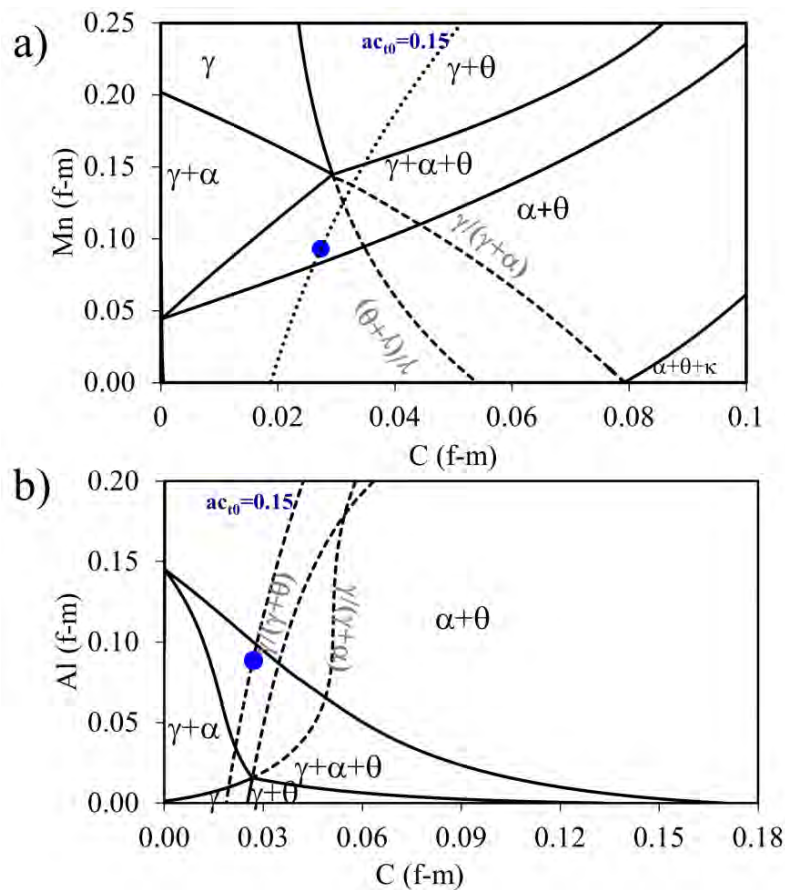 a)
0.25
0.20
0.15
0.10
0.05
0.00
Mn (f-m)
ac_t0=0.15
γ
γ+θ
γ+α
γ+α+θ
α+θ
γ/(γ+α)
γ/(γ+θ)
α+θ+κ
0
0.02
0.04
0.06
0.08
0.1
C (f-m)
b)
0.20
0.15
0.10
0.05
0.00
Al (f-m)
ac_t0=0.15
γ/(γ+θ)
γ/(γ+α)
α+θ
γ+α
γ+α+θ
γ
γ+θ
0.00
0.03
0.06
0.09
0.12
0.15
0.18
C (f-m)